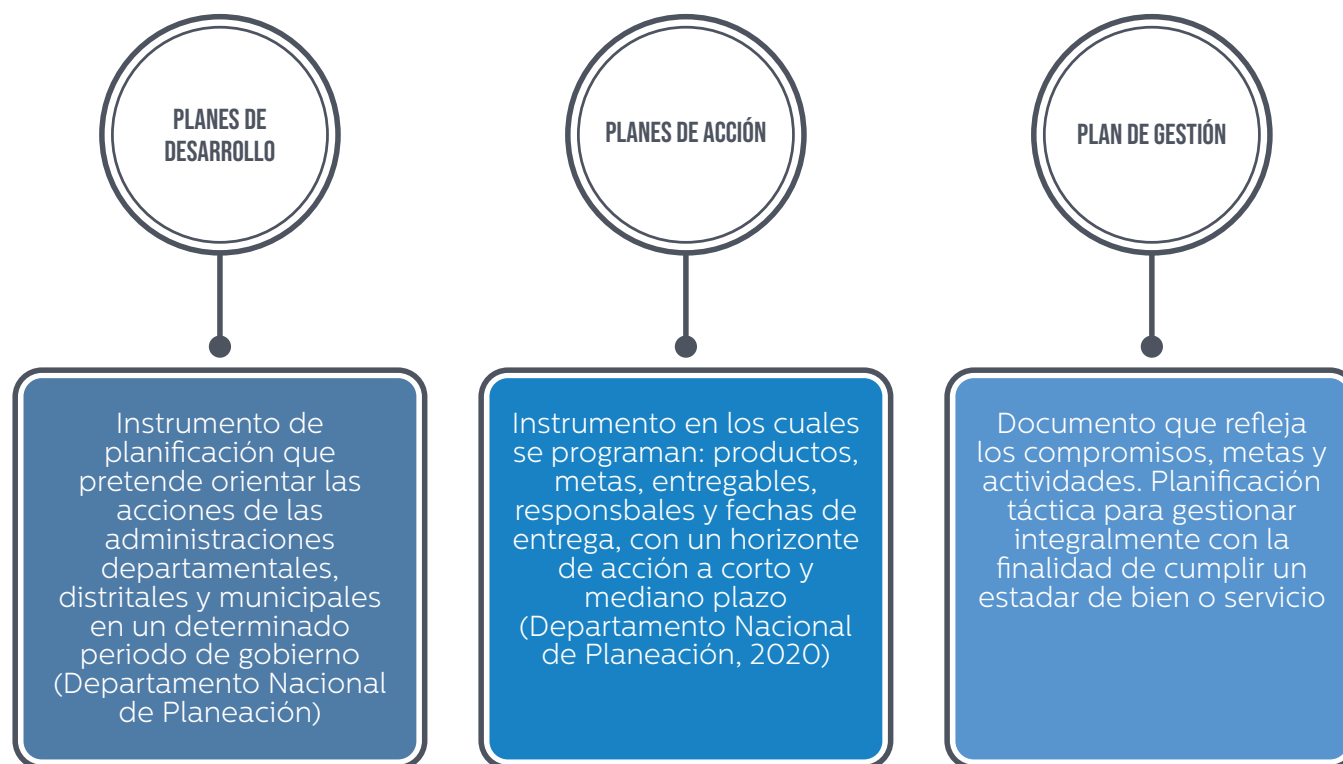 PLANES DE
DESARROLLO
Instrumento de
planificación que
pretende orientar las
acciones de las
administraciones
departamentales,
distritales y municipales
en un determinado
periodo de gobierno
(Departamento Nacional
de Planeación)
PLANES DE ACCIÓN
Instrumento en los cuales
se programan: productos,
metas, entregables,
responsbales y fechas de
entrega, con un horizonte
de acción a corto y
mediano plazo
(Departamento Nacional
de Planeación, 2020)
PLAN DE GESTIÓN
Documento que refleja
los compromisos, metas y
actividades. Planificación
táctica para gestionar
integralmente con la
finalidad de cumplir un
estadar de bien o servicio